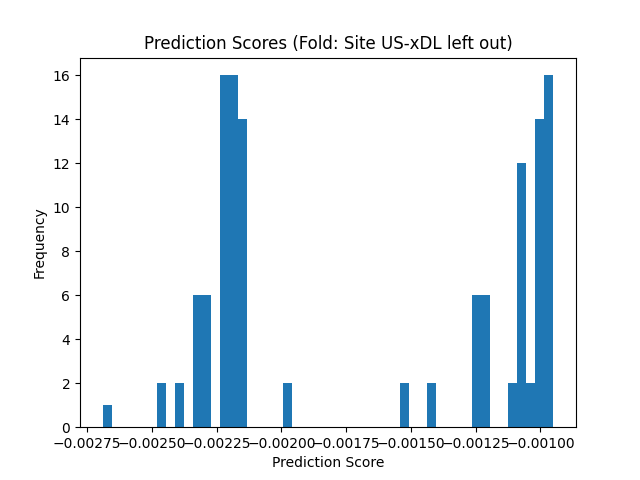 Prediction Scores (Fold: Site US-xDL left out)
16
14
12
10
8
6
4
2
0
Frequency
−0.00275 −0.00250 −0.00225 −0.00200 −0.00175 −0.00150 −0.00125 −0.00100
Prediction Score